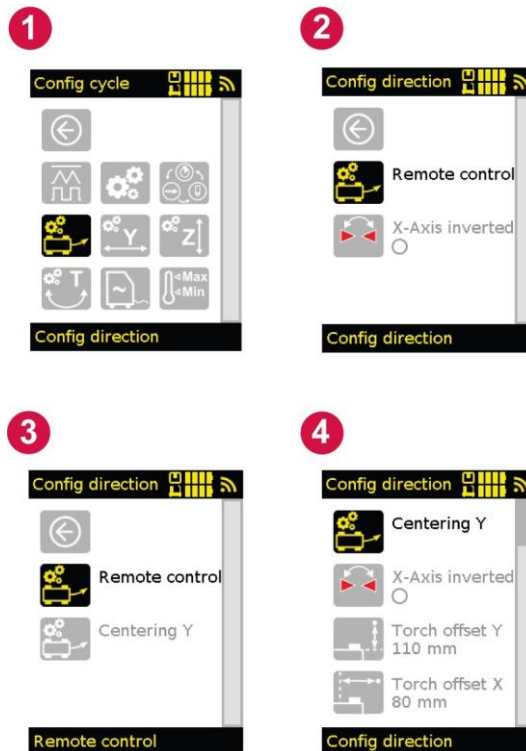 1
Config cycle
Y
Z
T
~
Max
Min
Config direction
2
Config direction
Remote control
X-Axis inverted
Config direction
3
Config direction
Remote control
Centering Y
Remote control
4
Config direction
Centering Y
X-Axis inverted
Torch offset Y
110 mm
Torch offset X
80 mm
Config direction